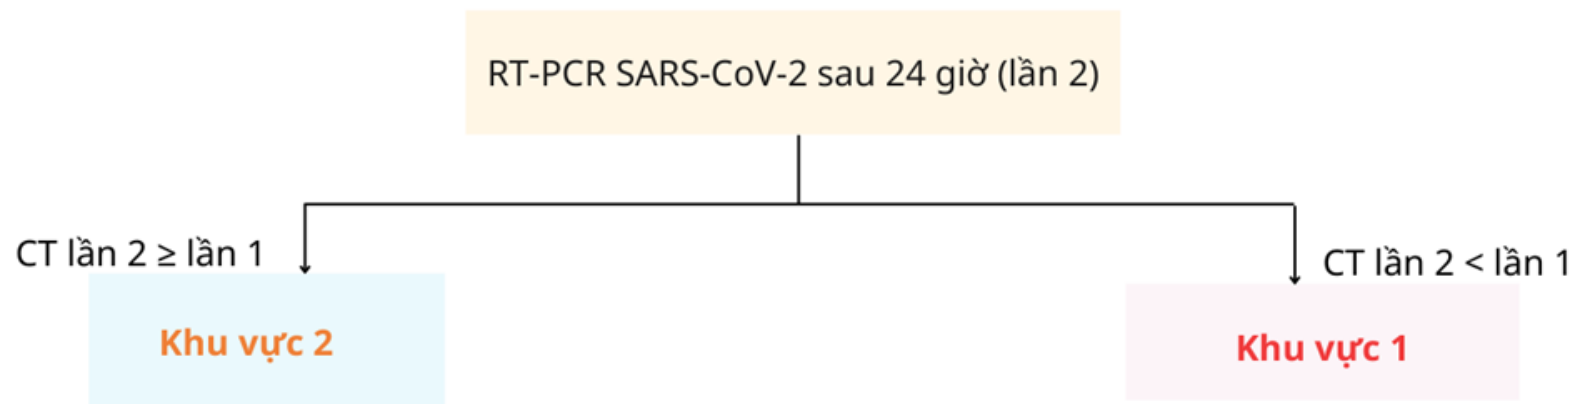 RT-PCR SARS-CoV-2 sau 24 giờ (lần 2)
CT lần 2 ≥ lần 1
CT lần 2 < lần 1
Khu vực 2
Khu vực 1